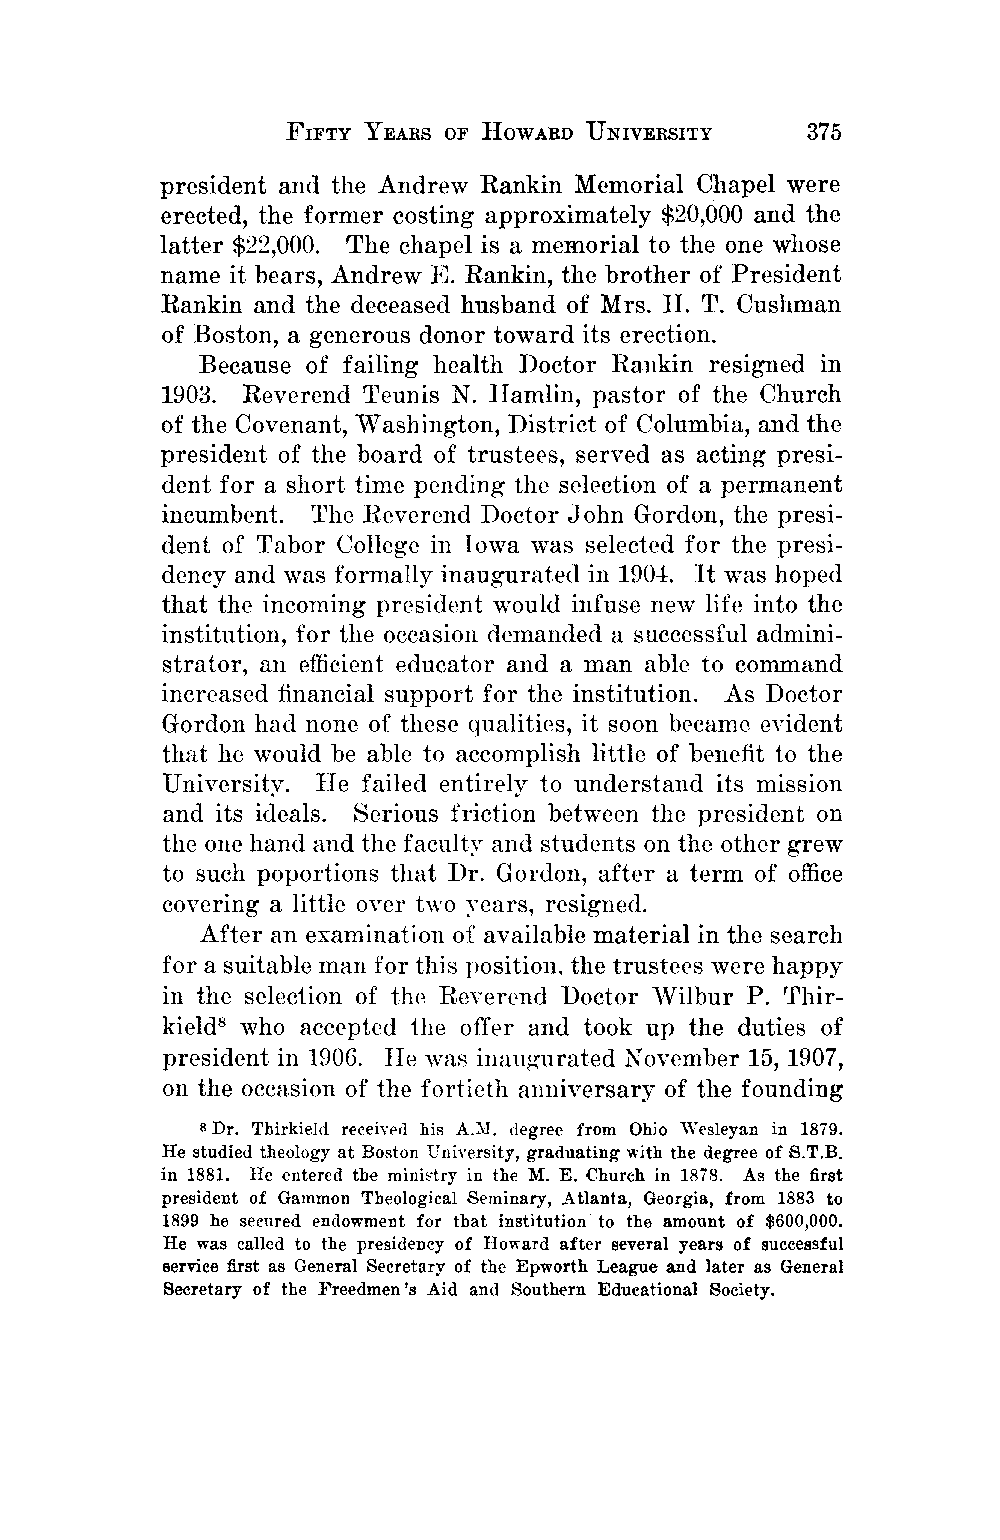 FIFTY YEARS OF HOWARD UNIVERSITY 375
president and the Andrew Rankin Memorial Chapel were
erected, the former costing approximately $20,000 and the
latter $22,000. The chapel is a memorial to the one whose
name it bears, Andrew E. Rankin, the brother of President
Rankin and the deceased husband of Mrs. H. T. Cushman
of Boston, a generous donor toward its erection.
Because of failing health Doctor Rankin resigned in
1903. Reverend Teunis N. Hamlin, pastor of the Church
of the Covenant, Washington, District of Columbia, and the
president of the board of trustees, served as acting presi-
dent for a short time pending the selection of a permanent
incumbent. The Reverend Doctor John Gordon, the presi-
dent of Tabor College in Iowa was selected for the presi-
dency and was formally inaugurated in 1904. It was hoped
that the incoming president would infuse new life into the
institution, for the occasion demanded a successful admini-
strator, an efficient educator and a man able to command
increased financial support for the institution. As Doctor
Gordon had none of these qualities, it soon became evident
that he would be able to accomplish little of benefit to the
University. He failed entirely to understand its mission
and its ideals. Serious friction between the president on
the one hand and the faculty and students on the other grew
to such poportions that Dr. Gordon, after a term of office
covering a little over two years, resigned.
After an examination of available material in the search
for a suitable man for this position, the trustees were happy
in the selection of the Reverend Doctor Wilbur P. Thir-
kield⁸ who accepted the offer and took up the duties of
president in 1906. He was inaugurated November 15, 1907,
on the occasion of the fortieth anniversary of the founding
⁸ Dr. Thirkield received his A.M. degree from Ohio Wesleyan in 1879.
He studied theology at Boston University, graduating with the degree of S.T.B.
in 1881. He entered the ministry in the M. E. Church in 1878. As the first
president of Gammon Theological Seminary, Atlanta, Georgia, from 1883 to
1899 he secured endowment for that institution to the amount of $600,000.
He was called to the presidency of Howard after several years of successful
service first as General Secretary of the Epworth League and later as General
Secretary of the Freedmen's Aid and Southern Educational Society.